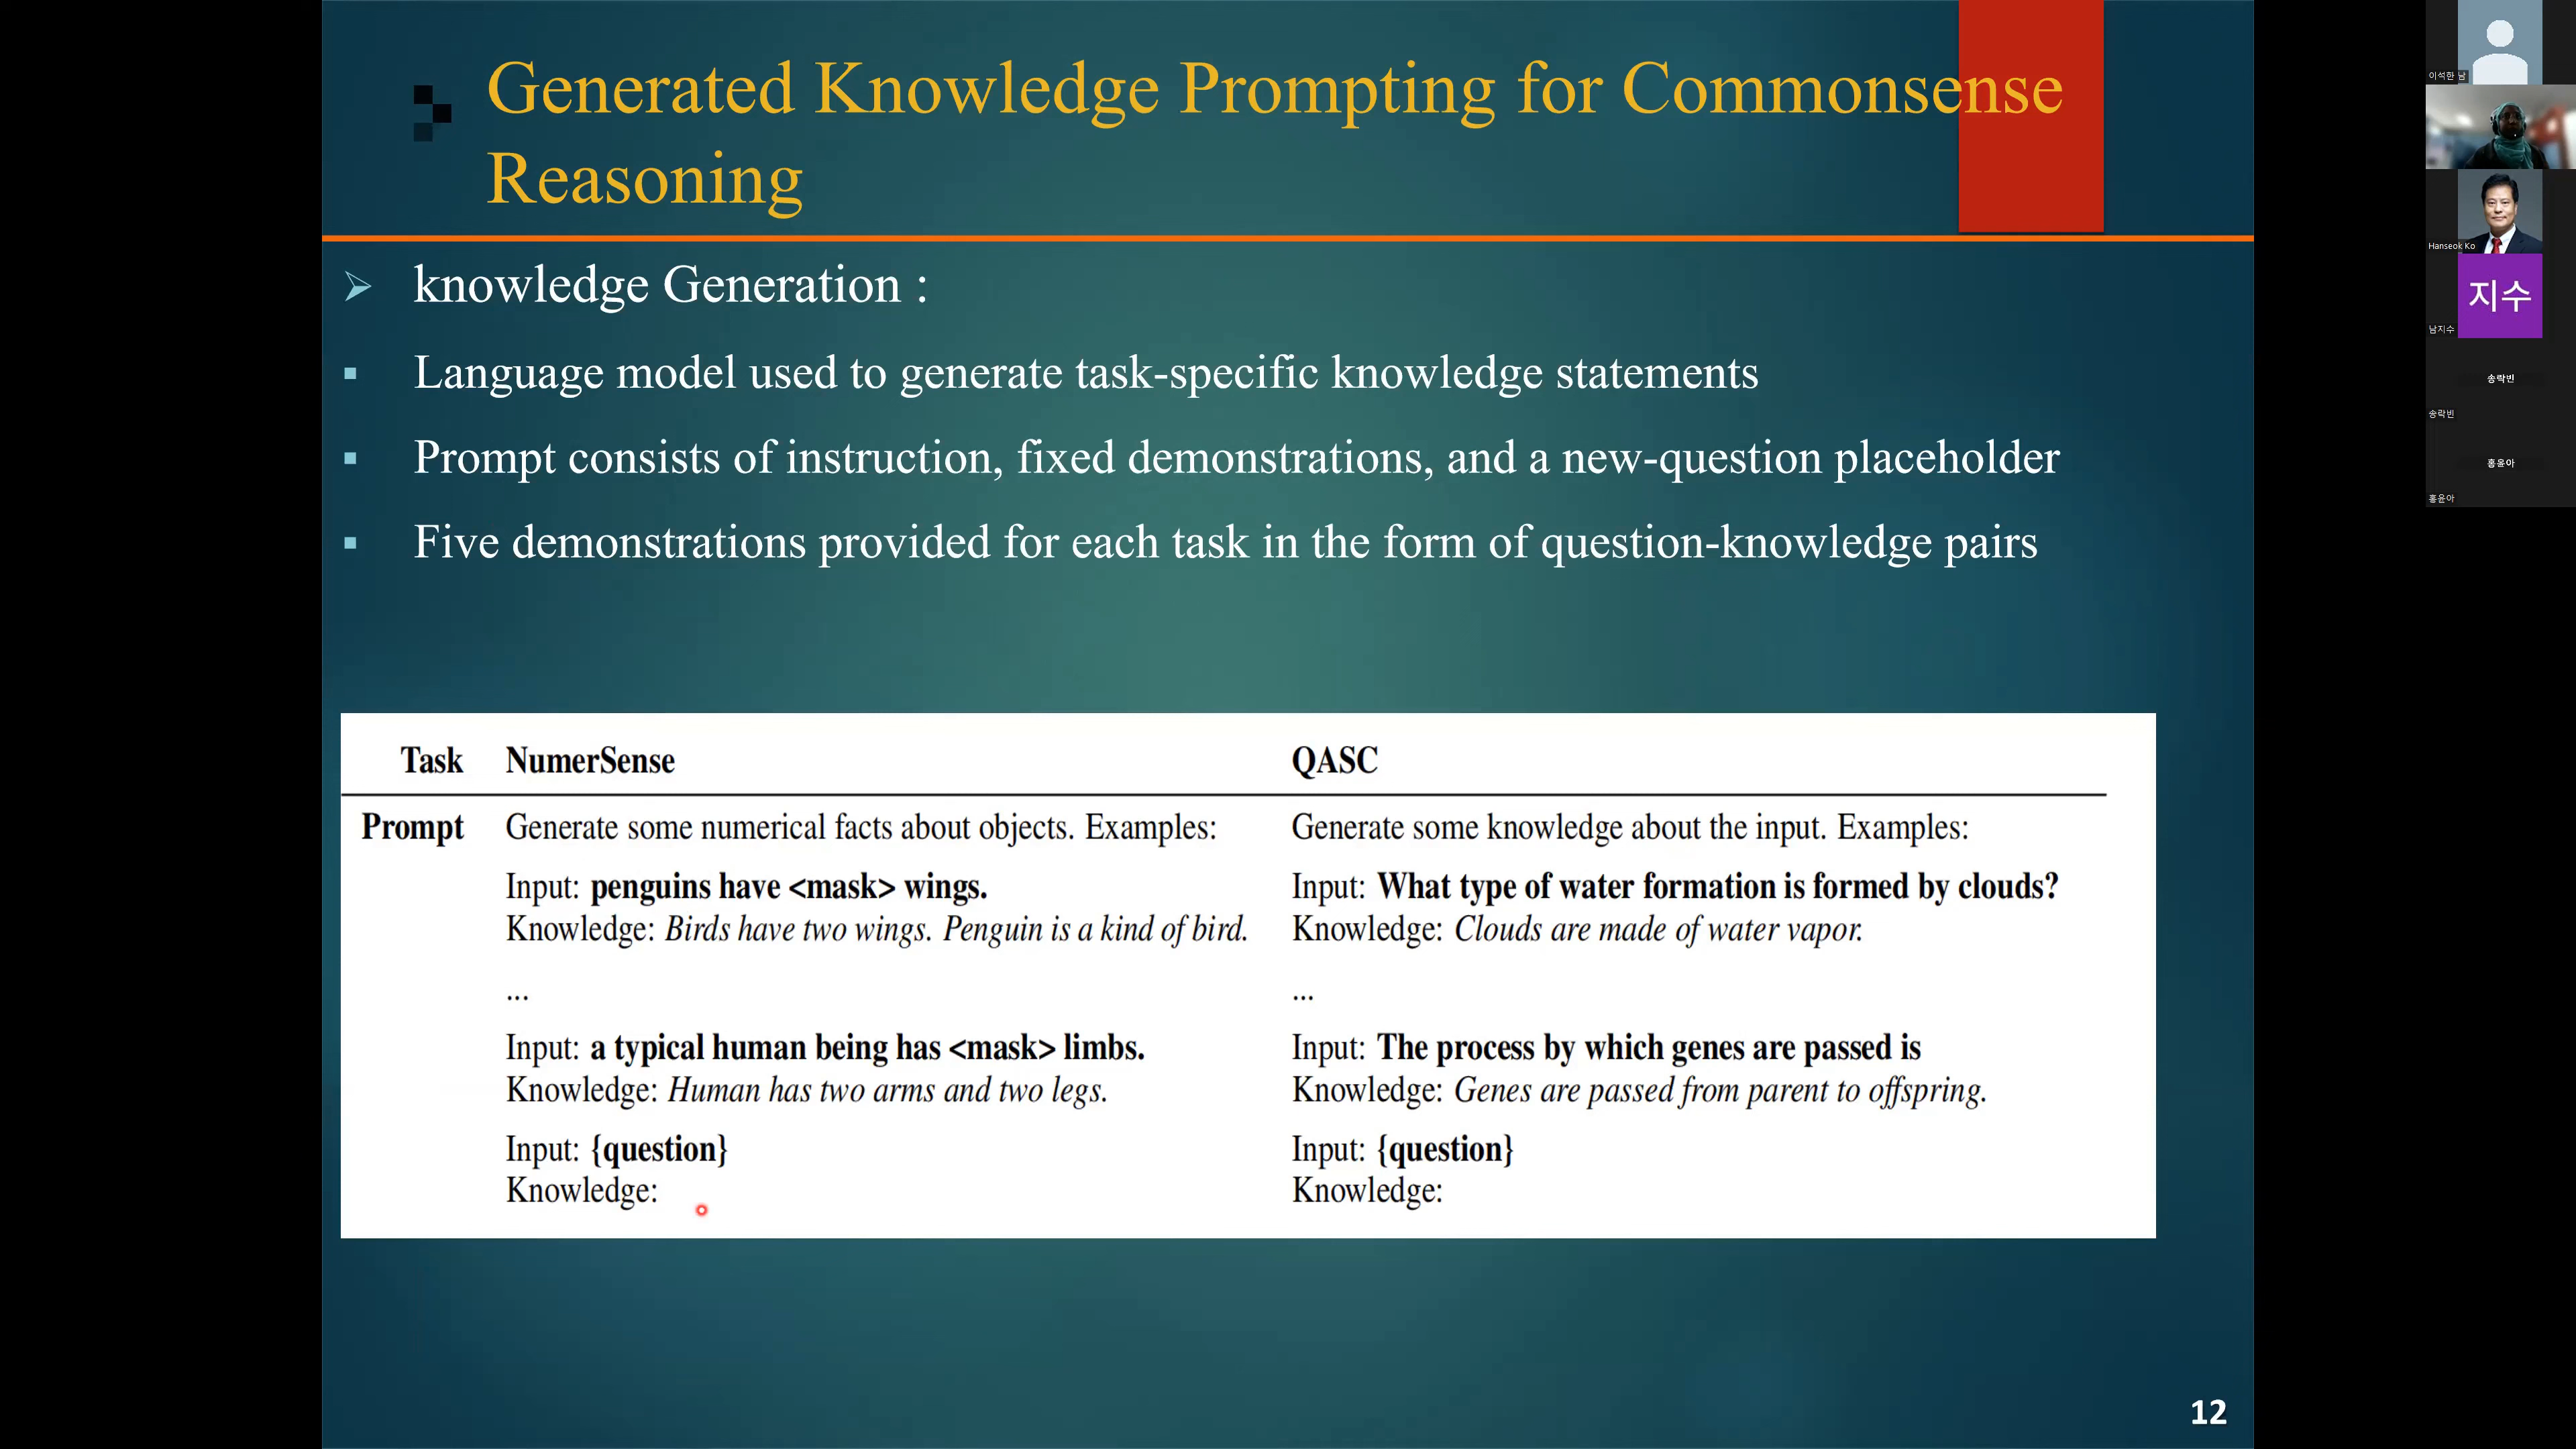 Generated Knowledge Prompting for Commonsense
Reasoning
knowledge Generation :
Language model used to generate task-specific knowledge statements
Prompt consists of instruction, fixed demonstrations, and a new-question placeholder
Five demonstrations provided for each task in the form of question-knowledge pairs
Task NumerSense QASC
Prompt Generate some numerical facts about objects. Examples: Generate some knowledge about the input. Examples:
Input: penguins have <mask> wings. Input: What type of water formation is formed by clouds?
Knowledge: Birds have two wings. Penguin is a kind of bird. Knowledge: Clouds are made of water vapor.
... ...
Input: a typical human being has <mask> limbs. Input: The process by which genes are passed is
Knowledge: Human has two arms and two legs. Knowledge: Genes are passed from parent to offspring.
Input: {question} Input: {question}
Knowledge: Knowledge:
12
이석한 남
Hanseok Ko
지수
남지수
송락빈
송락빈
홍윤아
홍윤아